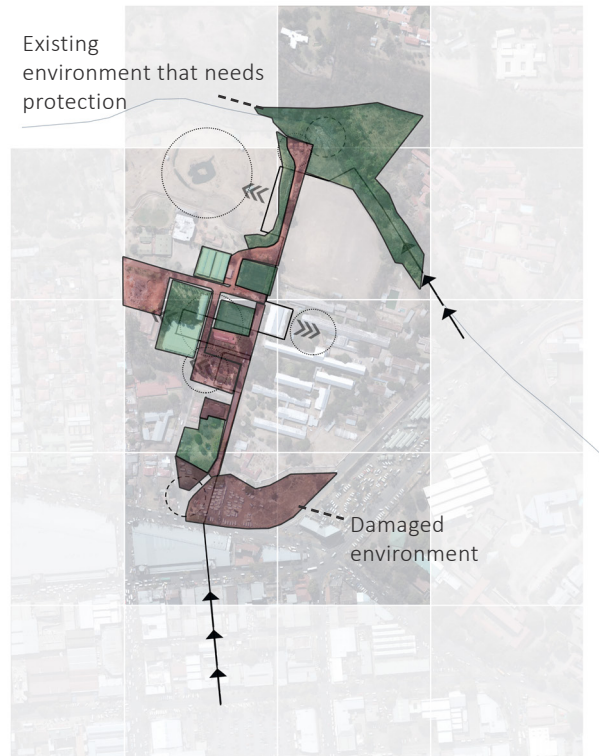 Existing
environment that needs
protection
Damaged
environment